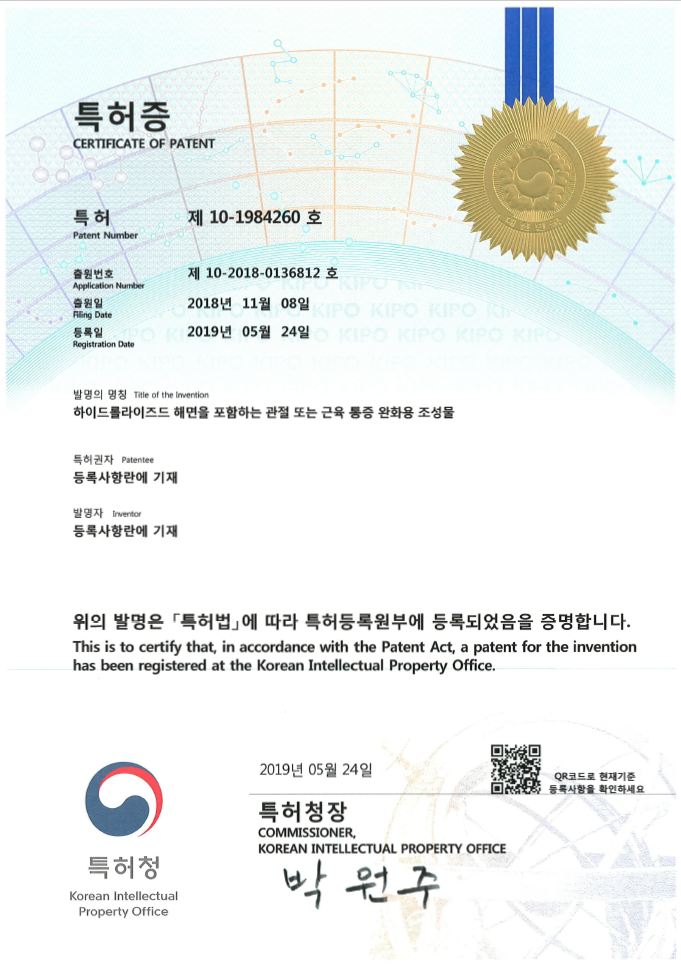 특허증
CERTIFICATE OF PATENT
특허 제 10-1984260 호
Patent Number
출원번호 제 10-2018-0136812 호
Application Number
출원일 2018년 11월 08일
Filing Date
등록일 2019년 05월 24일
Registration Date
KIPO KIPO KIPO KIPO KIPO
발명의 명칭 Title of the Invention
하이드롤라이즈드 해면을 포함하는 관절 또는 근육 통증 완화용 조성물
특허권자 Patentee
등록사항란에 기재
발명자 Inventor
등록사항란에 기재
위의 발명은 「특허법」에 따라 특허등록원부에 등록되었음을 증명합니다.
This is to certify that, in accordance with the Patent Act, a patent for the invention
has been registered at the Korean Intellectual Property Office.
2019년 05월 24일
QR코드로 현재기준
등록사항을 확인하세요
특허청장
COMMISSIONER,
KOREAN INTELLECTUAL PROPERTY OFFICE
박원주
특허청
Korean Intellectual
Property Office